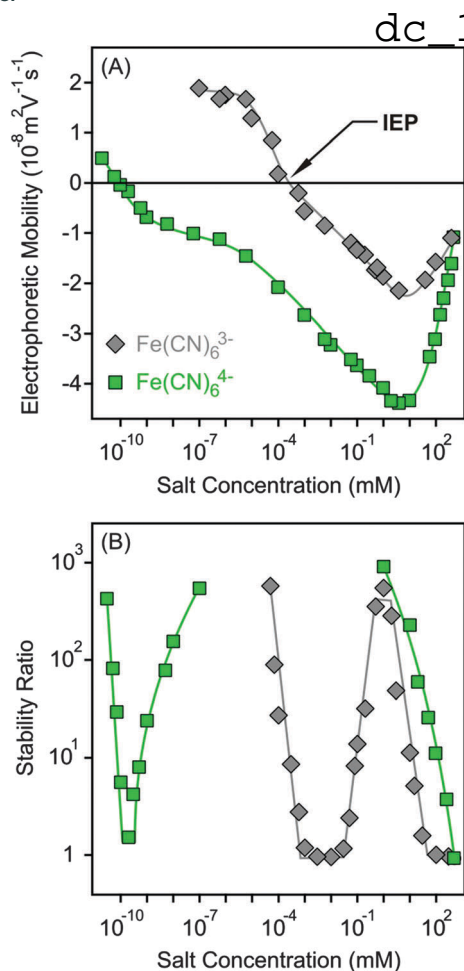 dc_1
(A)
Electrophoretic Mobility (10⁻⁸m²V⁻¹s⁻¹)
2
1
0
-1
-2
-3
-4
IEP
Fe(CN)₆³⁻
Fe(CN)₆⁴⁻
10⁻¹⁰ 10⁻⁷ 10⁻⁴ 10⁻¹ 10²
Salt Concentration (mM)
(B)
Stability Ratio
10³
10²
10¹
1
10⁻¹⁰ 10⁻⁷ 10⁻⁴ 10⁻¹ 10²
Salt Concentration (mM)